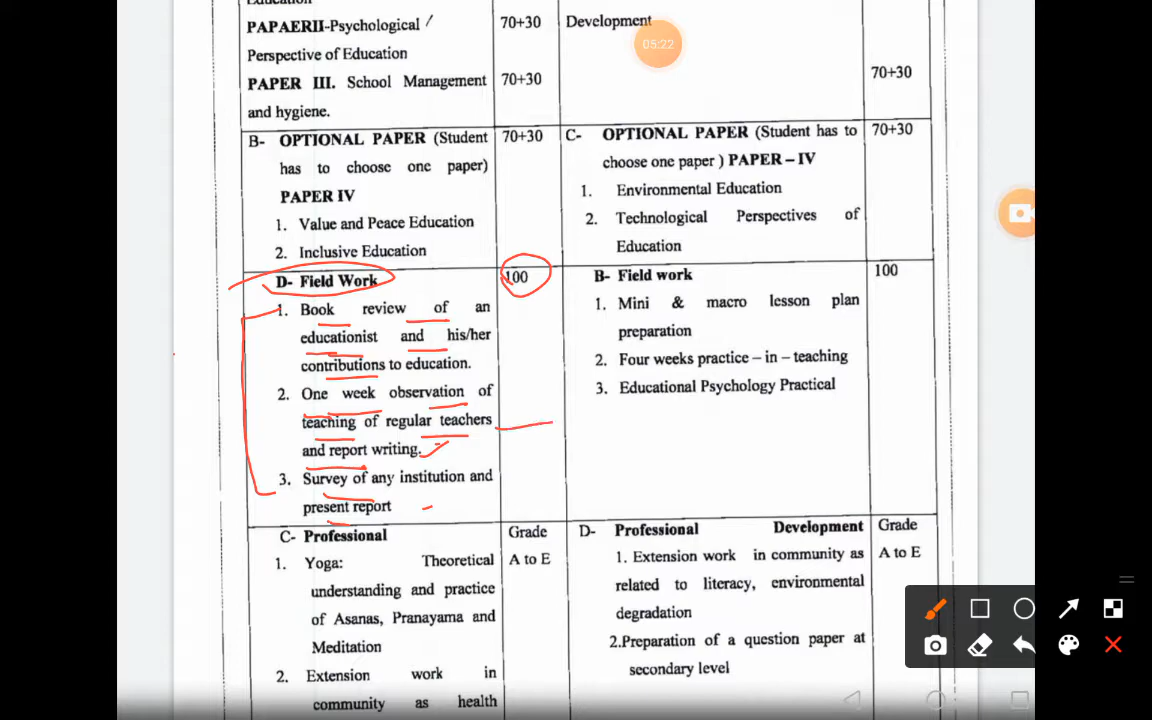 Education
PAPAERII-Psychological
Perspective of Education
PAPER III. School Management
and hygiene.
70+30
70+30
Development
70+30
05:22
B- OPTIONAL PAPER (Student
has to choose one paper)
PAPER IV
1. Value and Peace Education
2. Inclusive Education
70+30
C- OPTIONAL PAPER (Student has to
choose one paper ) PAPER – IV
1. Environmental Education
2. Technological Perspectives of
Education
70+30
D- Field Work
1. Book review of an
educationist and his/her
contributions to education.
2. One week observation of
teaching of regular teachers
and report writing.
3. Survey of any institution and
present report
100
B- Field work
1. Mini & macro lesson plan
preparation
2. Four weeks practice – in – teaching
3. Educational Psychology Practical
100
C- Professional
1. Yoga: Theoretical
understanding and practice
of Asanas, Pranayama and
Meditation
2. Extension work in
community as health
Grade
A to E
D- Professional Development
1. Extension work in community as
related to literacy, environmental
degradation
2.Preparation of a question paper at
secondary level
Grade
A to E